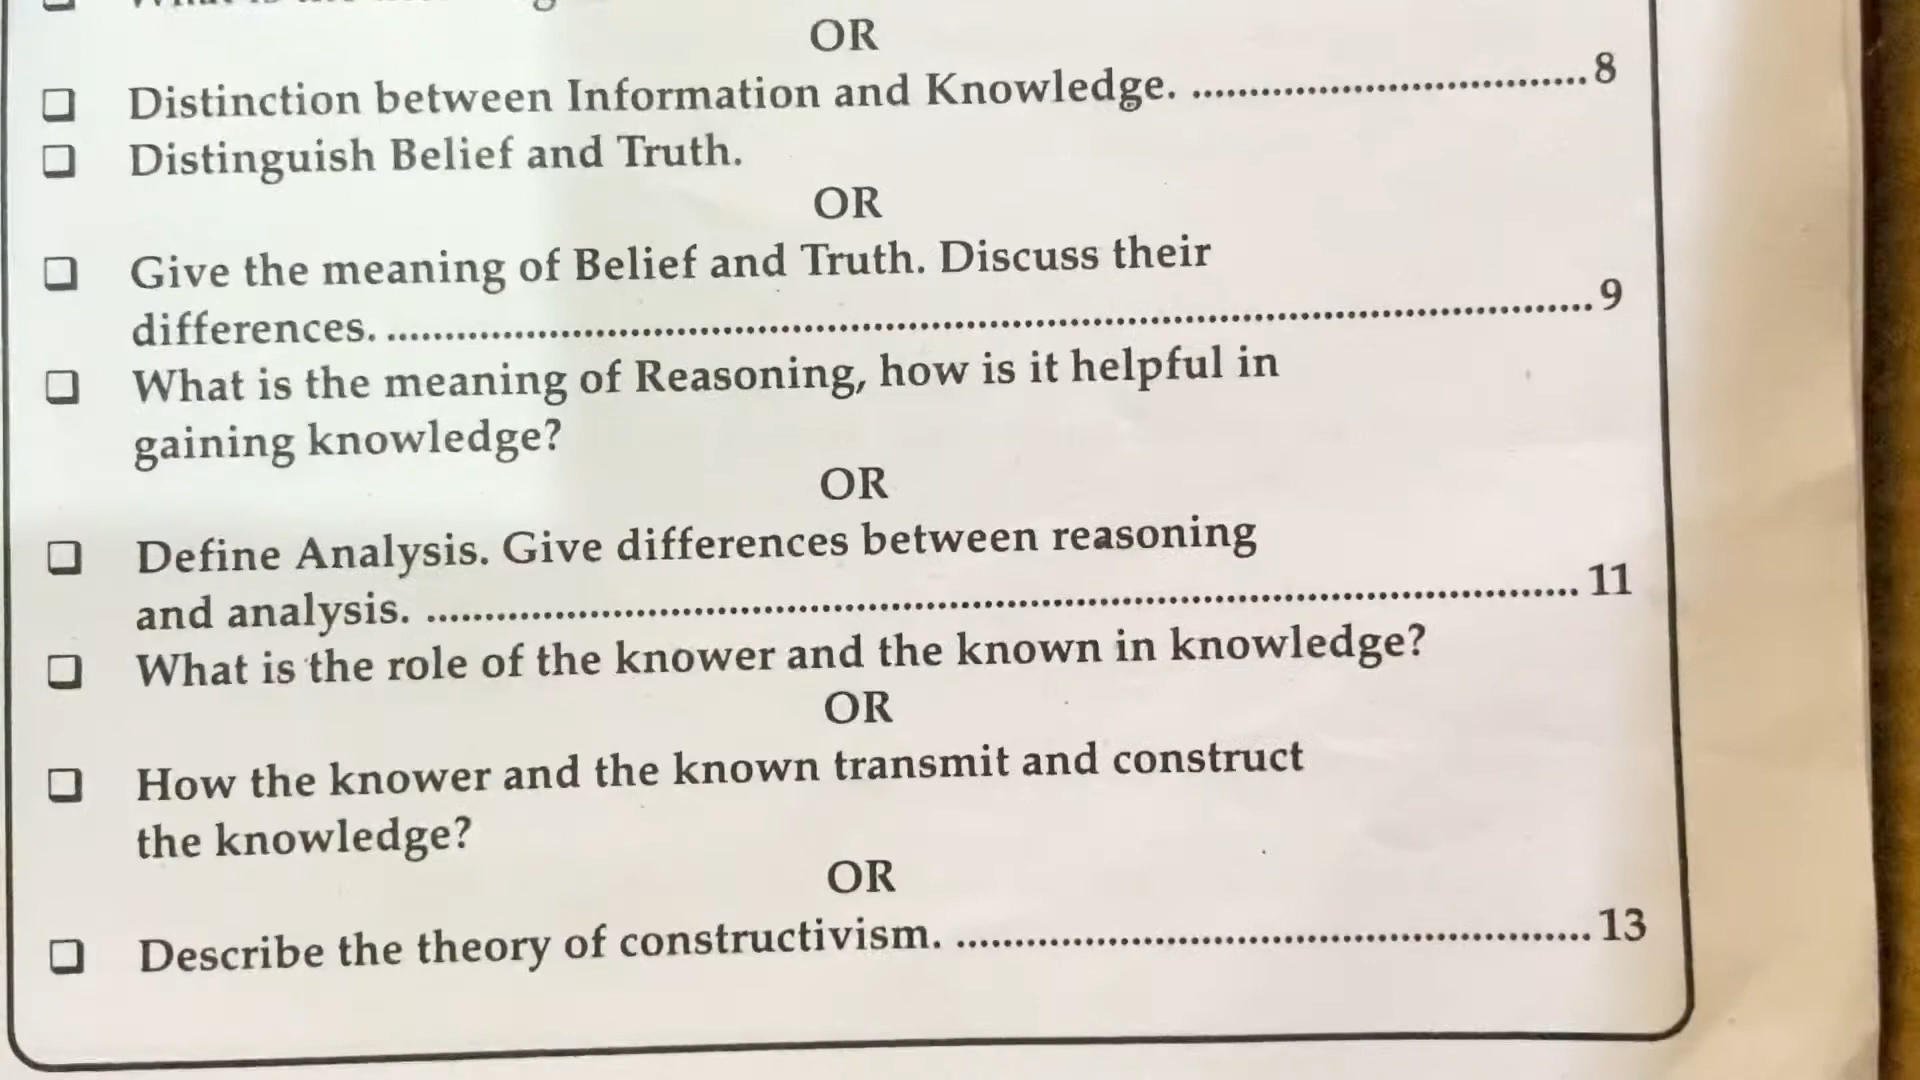 OR
❑ Distinction between Information and Knowledge. .................................. 8
❑ Distinguish Belief and Truth.
OR
❑ Give the meaning of Belief and Truth. Discuss their
differences. ........................................................................................................ 9
❑ What is the meaning of Reasoning, how is it helpful in
gaining knowledge?
OR
❑ Define Analysis. Give differences between reasoning
and analysis. .................................................................................................... 11
❑ What is the role of the knower and the known in knowledge?
OR
❑ How the knower and the known transmit and construct
the knowledge?
OR
❑ Describe the theory of constructivism. ...................................................... 13